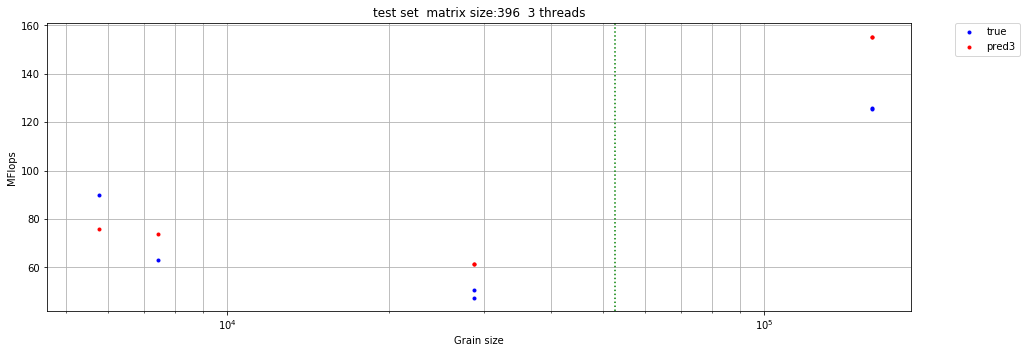 test set  matrix size:396  3 threads
160
140
120
100
80
60
MFlops
10^4
10^5
Grain size
true
pred3